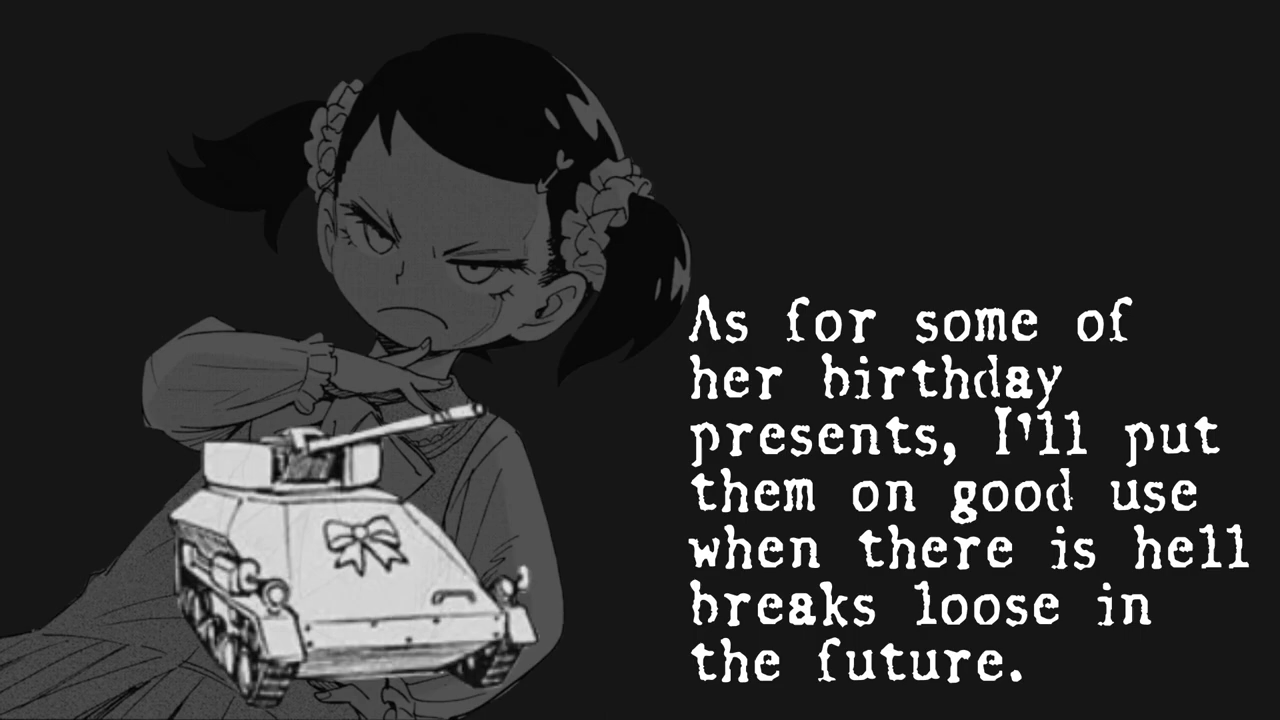 As for some of
her birthday
presents, I'll put
them on good use
when there is hell
breaks loose in
the future.